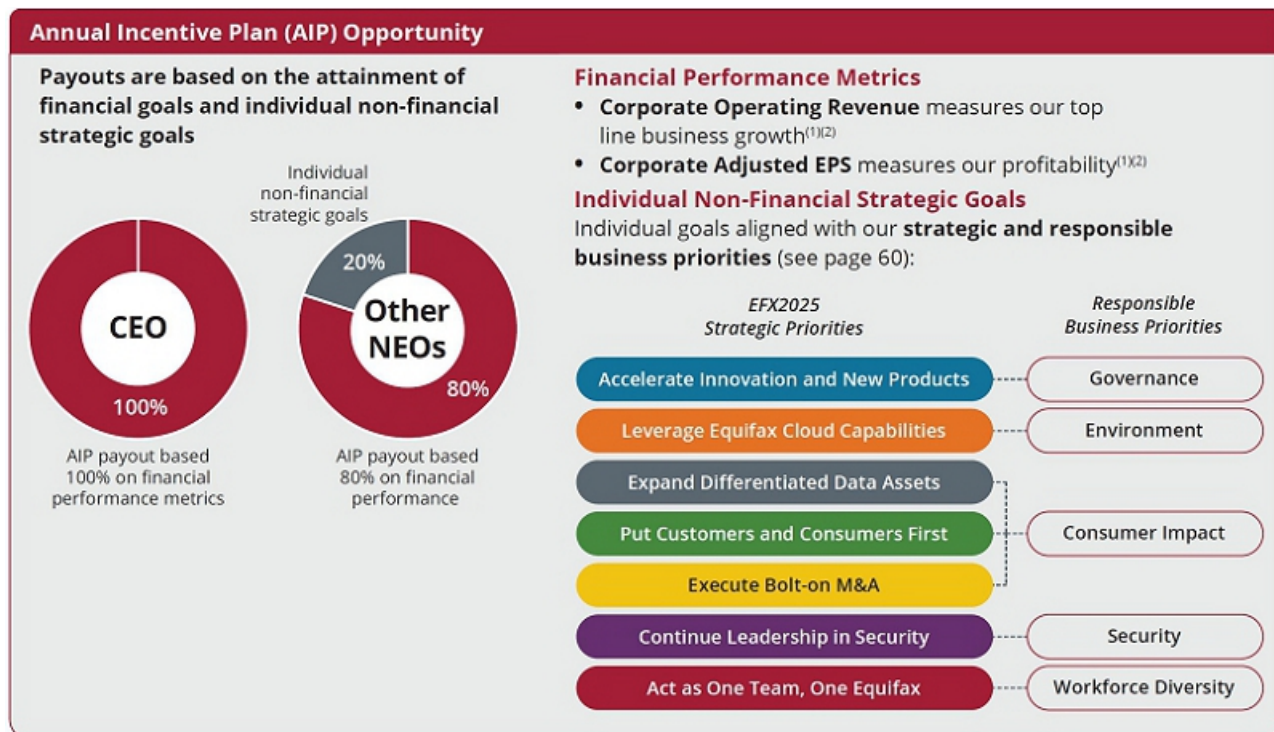 Annual Incentive Plan (AIP) Opportunity
Payouts are based on the attainment of
financial goals and individual non-financial
strategic goals
Individual
non-financial
strategic goals
CEO
100%
AIP payout based
100% on financial
performance metrics
20%
Other
NEOs
80%
AIP payout based
80% on financial
performance
Financial Performance Metrics
• Corporate Operating Revenue measures our top
line business growth(1)(2)
• Corporate Adjusted EPS measures our profitability(1)(2)
Individual Non-Financial Strategic Goals
Individual goals aligned with our strategic and responsible
business priorities (see page 60):
EFX2025
Strategic Priorities
Responsible
Business Priorities
Accelerate Innovation and New Products
Governance
Leverage Equifax Cloud Capabilities
Environment
Expand Differentiated Data Assets
Put Customers and Consumers First
Consumer Impact
Execute Bolt-on M&A
Continue Leadership in Security
Security
Act as One Team, One Equifax
Workforce Diversity